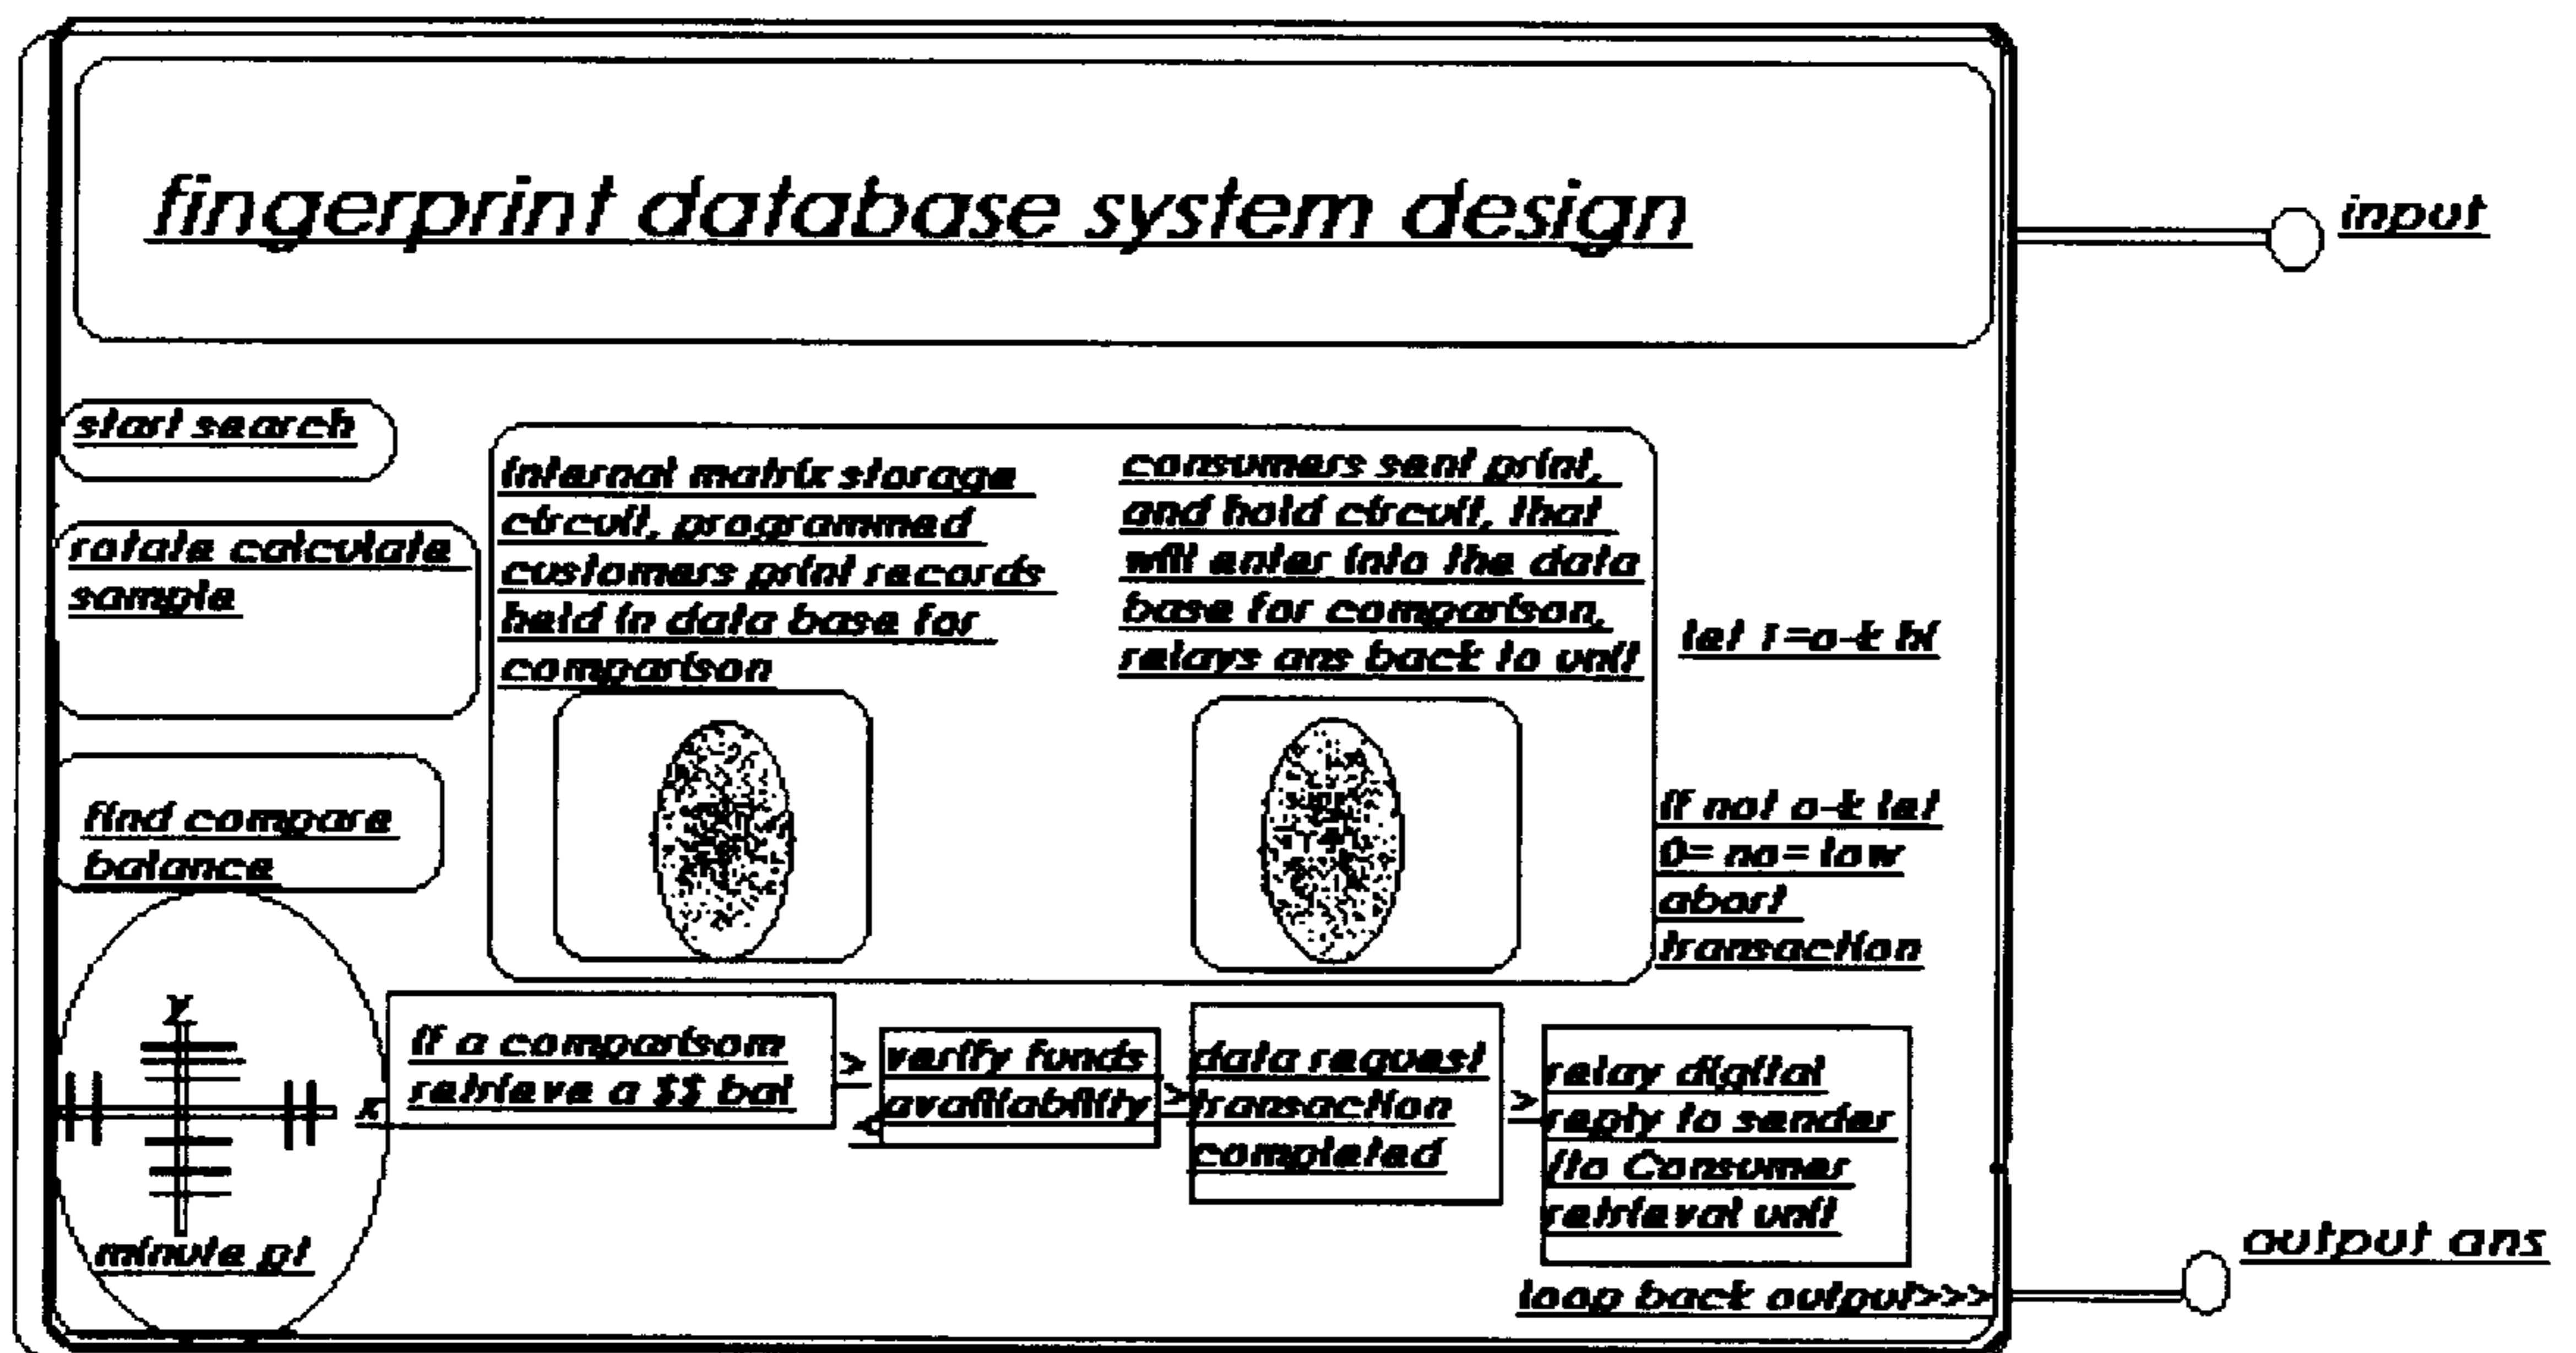 fingerprint database system design
input
start search
rotate calculate
sample
find compare
balance
internal matrix storage
circuit, programmed
customers print records
held in data base for
comparison
consumers sent print,
and hold circuit, that
will enter into the data
base for comparison,
relays ans back to unit
let 1=o-k hi
if not o-k let
0= no= low
abort
transaction
y
x
minute pt
if a comparisom
retrieve a $$ bal
>
verify funds
availiability
<
>
data request
transaction
completed
>
relay digital
reply to sender
/to Consumer
retrieval unit
loop back output>>>
output ans